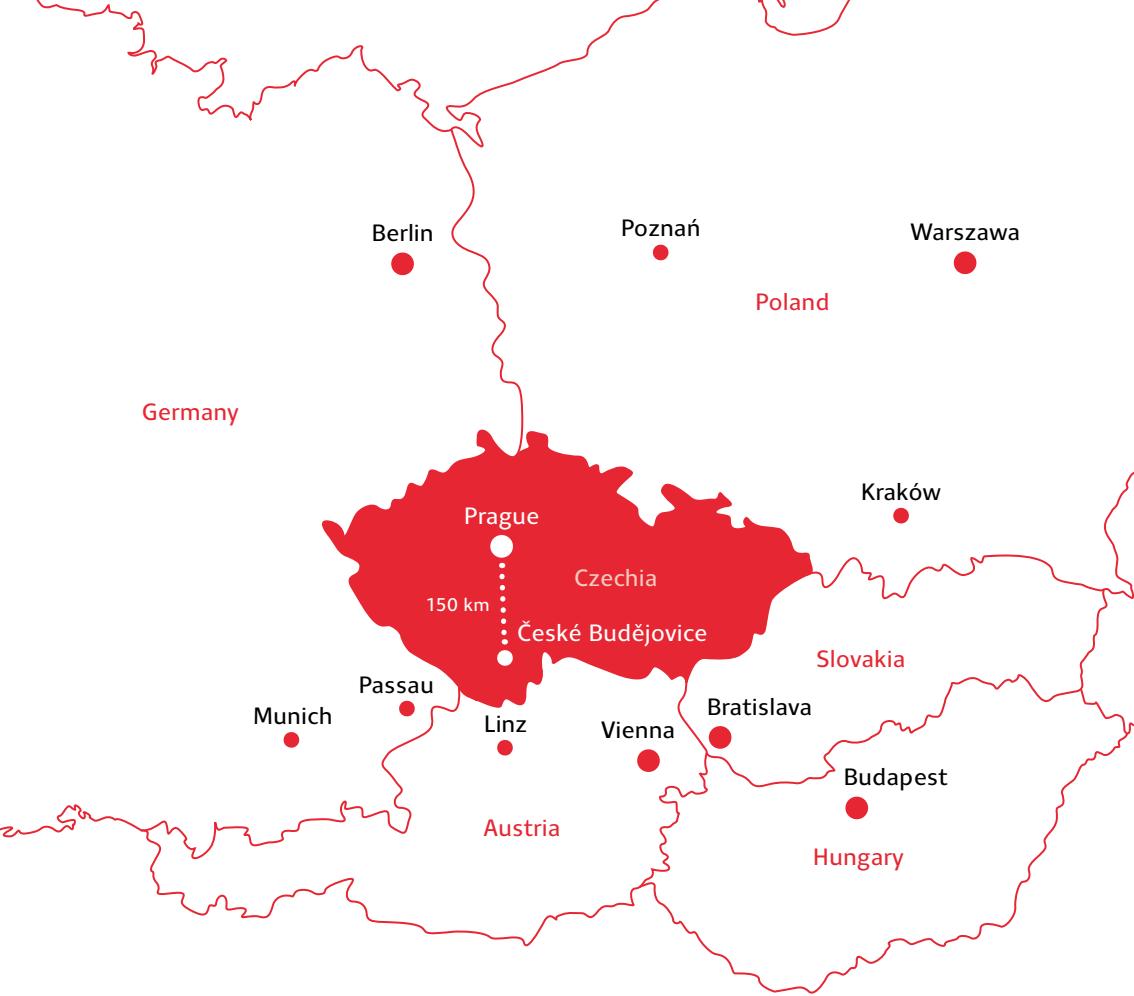 Berlin
Poznań
Warszawa
Poland
Germany
Kraków
Prague
Czechia
150 km
České Budějovice
Slovakia
Passau
Munich
Linz
Vienna
Bratislava
Budapest
Austria
Hungary